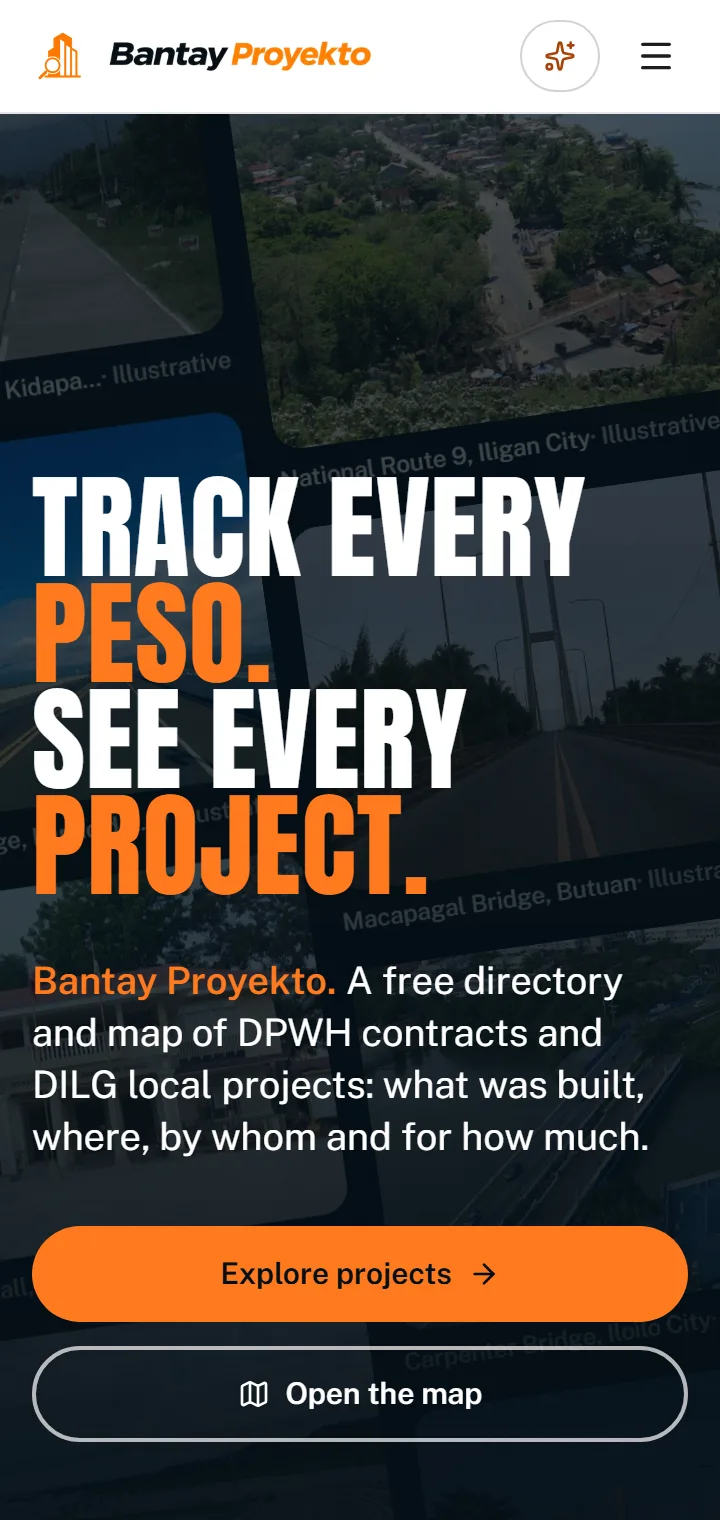 Bantay Proyekto
Kidapa...· Illustrative
National Route 9, Iligan City· Illustrative
TRACK EVERY
PESO.
SEE EVERY
PROJECT.
Macapagal Bridge, Butuan· Illustra
Bantay Proyekto. A free directory
and map of DPWH contracts and
DILG local projects: what was built,
where, by whom and for how much.
Explore projects
Carpenter Bridge, Iloilo City·
Open the map